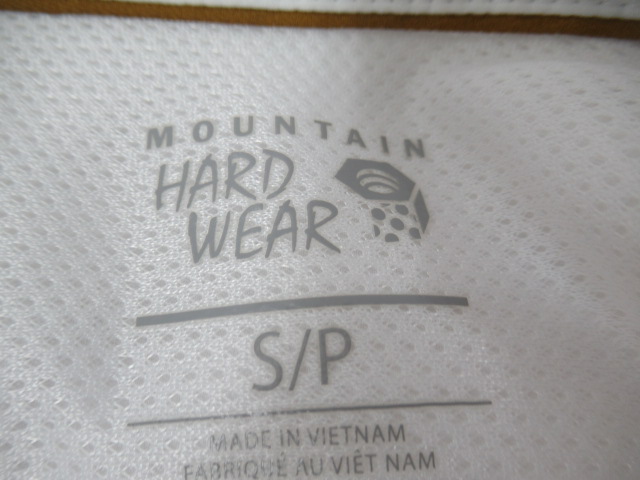 MOUNTAIN
HARD
WEAR
S/P
MADE IN VIETNAM
FABRIQUÉ AU VIÊT NAM